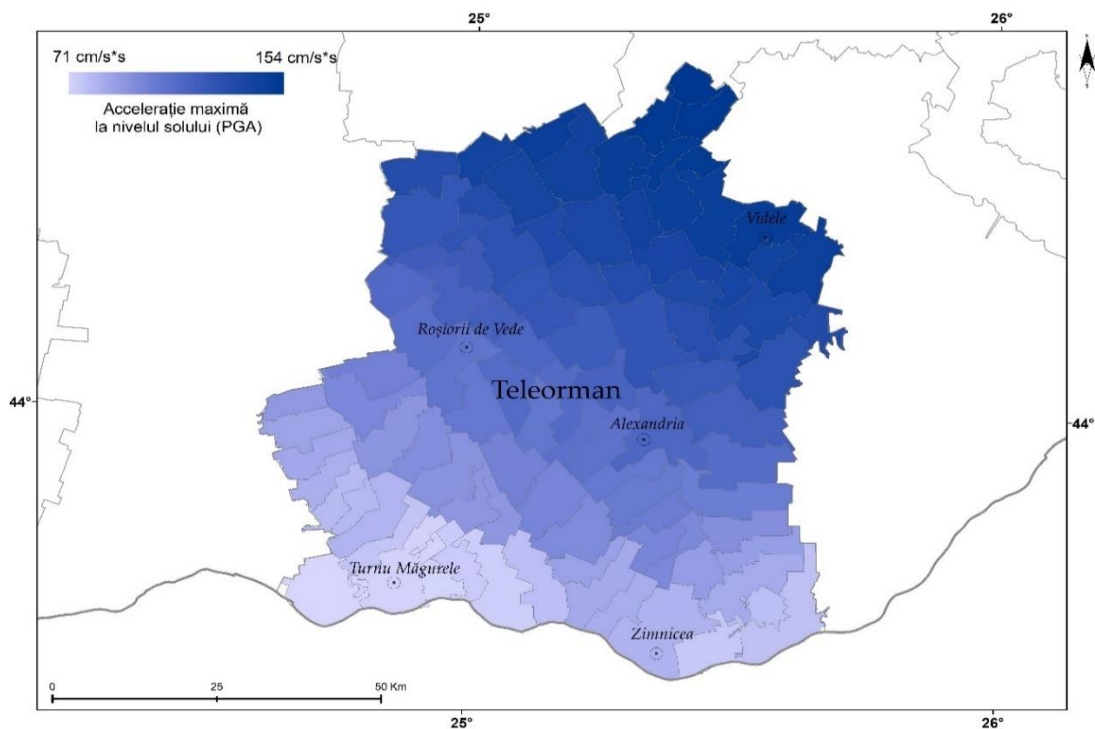 25°
26°
71 cm/s*s
154 cm/s*s
Accelerație maximă
la nivelul solului (PGA)
Videle
Roșiorii de Vede
Teleorman
44°
Alexandria
44°
Turnu Măgurele
Zimnicea
0
25
50 Km
25°
26°